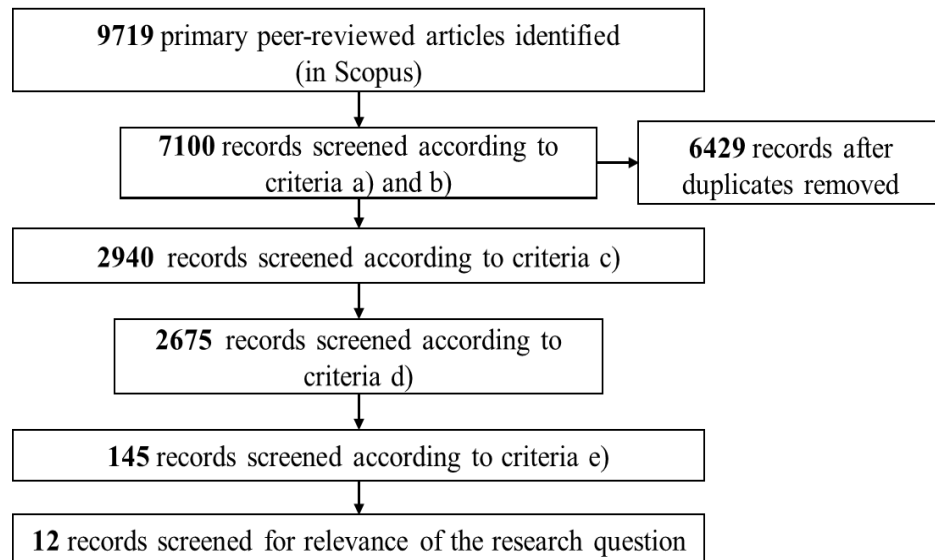 9719 primary peer-reviewed articles identified
(in Scopus)
7100 records screened according to
criteria a) and b)
6429 records after
duplicates removed
2940 records screened according to criteria c)
2675 records screened according to
criteria d)
145 records screened according to criteria e)
12 records screened for relevance of the research question